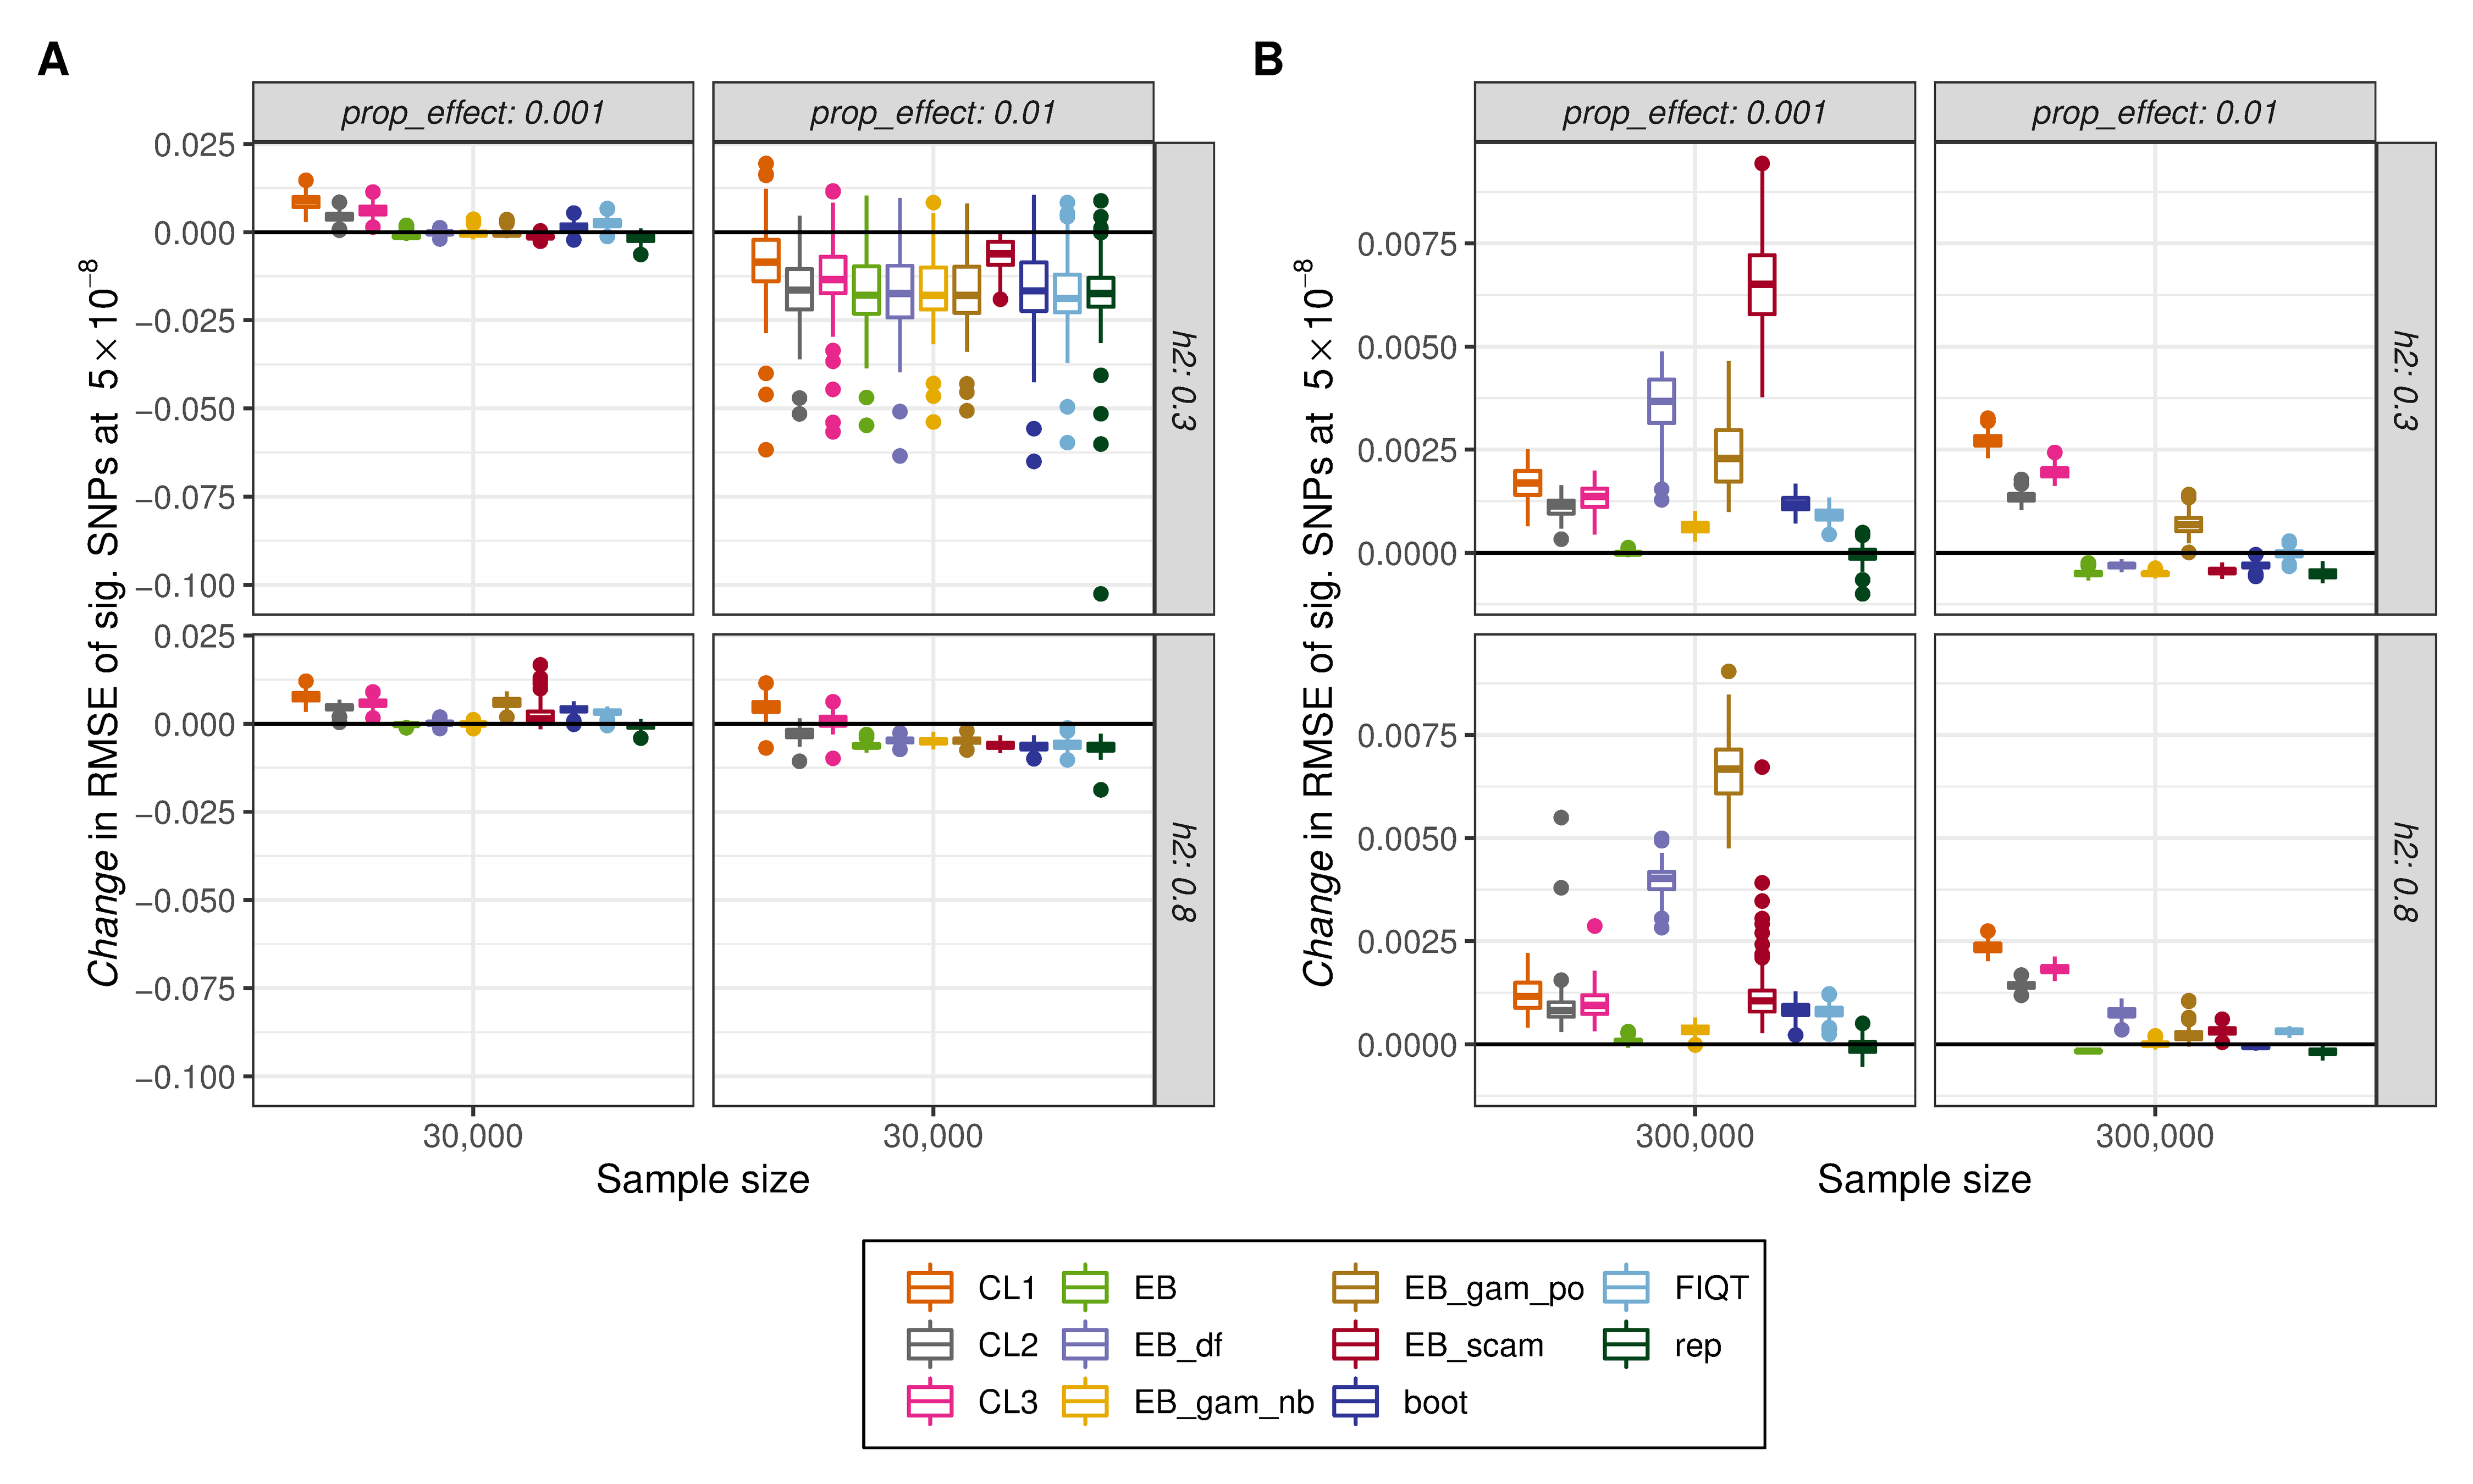 A
B
prop_effect: 0.001
prop_effect: 0.01
prop_effect: 0.001
prop_effect: 0.01
Change in RMSE of sig. SNPs at 5×10⁻⁸
0.025
0.000
−0.025
−0.050
−0.075
−0.100
h2: 0.3
0.025
0.000
−0.025
−0.050
−0.075
−0.100
h2: 0.8
30,000
30,000
Sample size
Change in RMSE of sig. SNPs at 5×10⁻⁸
0.0075
0.0050
0.0025
0.0000
h2: 0.3
0.0075
0.0050
0.0025
0.0000
h2: 0.8
300,000
300,000
Sample size
CL1
CL2
CL3
EB
EB_df
EB_gam_nb
EB_gam_po
EB_scam
boot
FIQT
rep